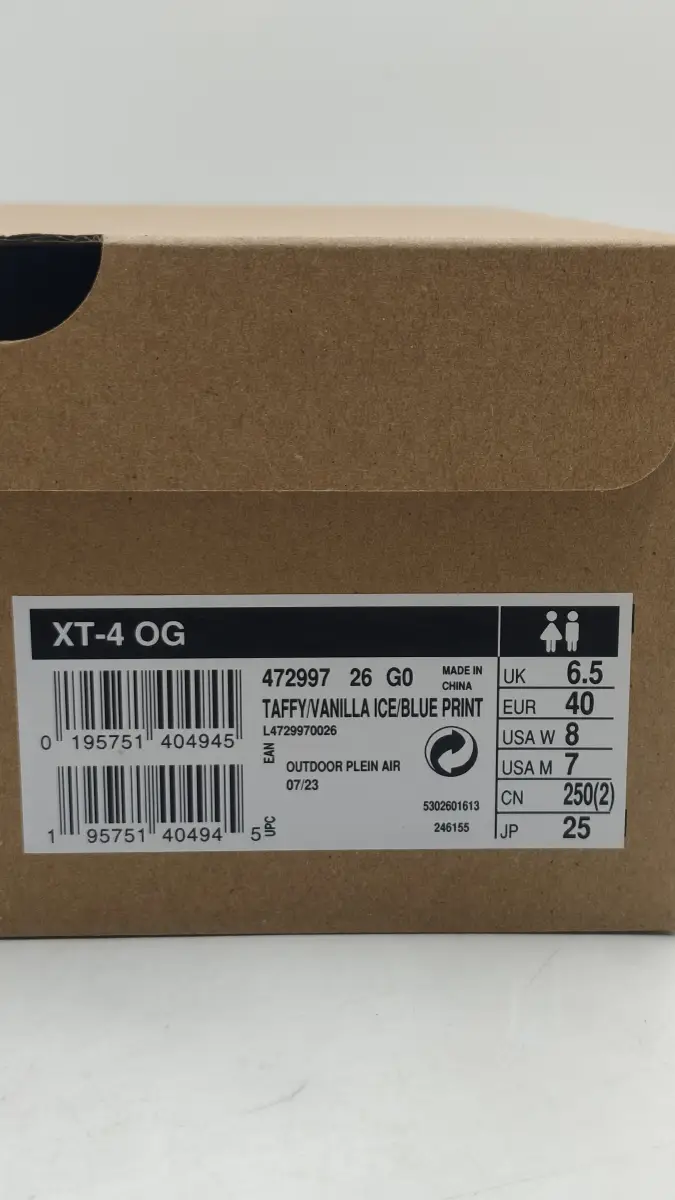 XT-4 OG
472997 26 G0
MADE IN
CHINA
TAFFY/VANILLA ICE/BLUE PRINT
L4729970026
0 195751 404945
EAN
OUTDOOR PLEIN AIR
07/23
5302601613
246155
1 95751 40494 5
UPC
UK 6.5
EUR 40
USA W 8
USA M 7
CN 250(2)
JP 25